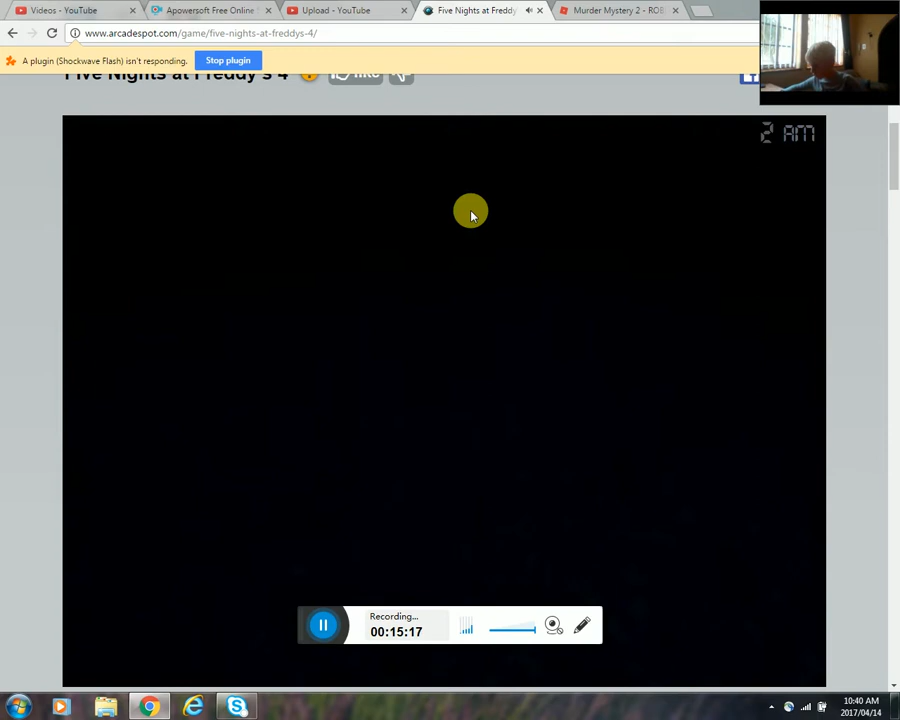 Videos - YouTube
Apowersoft Free Online
Upload - YouTube
Five Nights at Freddy
Murder Mystery 2 - ROB
www.arcadespot.com/game/five-nights-at-freddys-4/
A plugin (Shockwave Flash) isn't responding.
Stop plugin
Five Nights at Freddy's 4
like
2 AM
Recording...
00:15:17
10:40 AM
2017/04/14